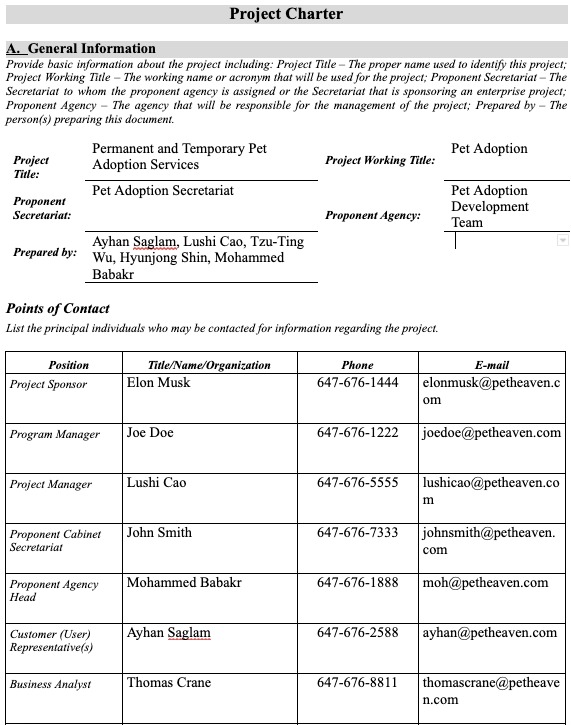 Project Charter
A. General Information
Provide basic information about the project including: Project Title – The proper name used to identify this project;
Project Working Title – The working name or acronym that will be used for the project; Proponent Secretariat – The
Secretariat to whom the proponent agency is assigned or the Secretariat that is sponsoring an enterprise project;
Proponent Agency – The agency that will be responsible for the management of the project; Prepared by – The
person(s) preparing this document.
Project
Title:
Permanent and Temporary Pet
Adoption Services
Project Working Title:
Pet Adoption
Proponent
Secretariat:
Pet Adoption Secretariat
Proponent Agency:
Pet Adoption
Development
Team
Prepared by:
Ayhan Saglam, Lushi Cao, Tzu-Ting
Wu, Hyunjong Shin, Mohammed
Babakr
Points of Contact
List the principal individuals who may be contacted for information regarding the project.
Position Title/Name/Organization Phone E-mail
Project Sponsor Elon Musk 647-676-1444 elonmusk@petheaven.c
om
Program Manager Joe Doe 647-676-1222 joedoe@petheaven.com
Project Manager Lushi Cao 647-676-5555 lushicao@petheaven.co
m
Proponent Cabinet
Secretariat
John Smith 647-676-7333 johnsmith@petheaven.
com
Proponent Agency
Head
Mohammed Babakr 647-676-1888 moh@petheaven.com
Customer (User)
Representative(s)
Ayhan Saglam 647-676-2588 ayhan@petheaven.com
Business Analyst Thomas Crane 647-676-8811 thomascrane@petheave
n.com